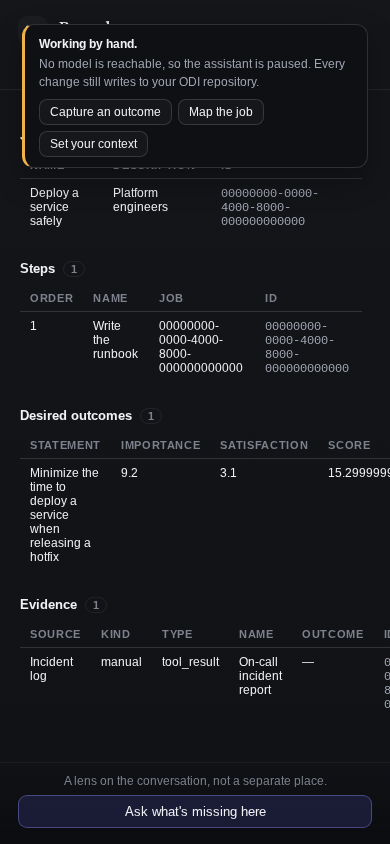 Working by hand.
No model is reachable, so the assistant is paused. Every
change still writes to your ODI repository.
Capture an outcome
Map the job
Set your context
Deploy a service safely
Platform engineers
00000000-0000-4000-8000-000000000000
Steps 1
ORDER NAME JOB ID
1
Write the runbook
00000000-0000-4000-8000-000000000000
00000000-0000-4000-8000-000000000000
Desired outcomes 1
STATEMENT IMPORTANCE SATISFACTION SCORE
Minimize the time to deploy a service when releasing a hotfix
9.2
3.1
15.2999999
Evidence 1
SOURCE KIND TYPE NAME OUTCOME
Incident log
manual
tool_result
On-call incident report
—
A lens on the conversation, not a separate place.
Ask what's missing here